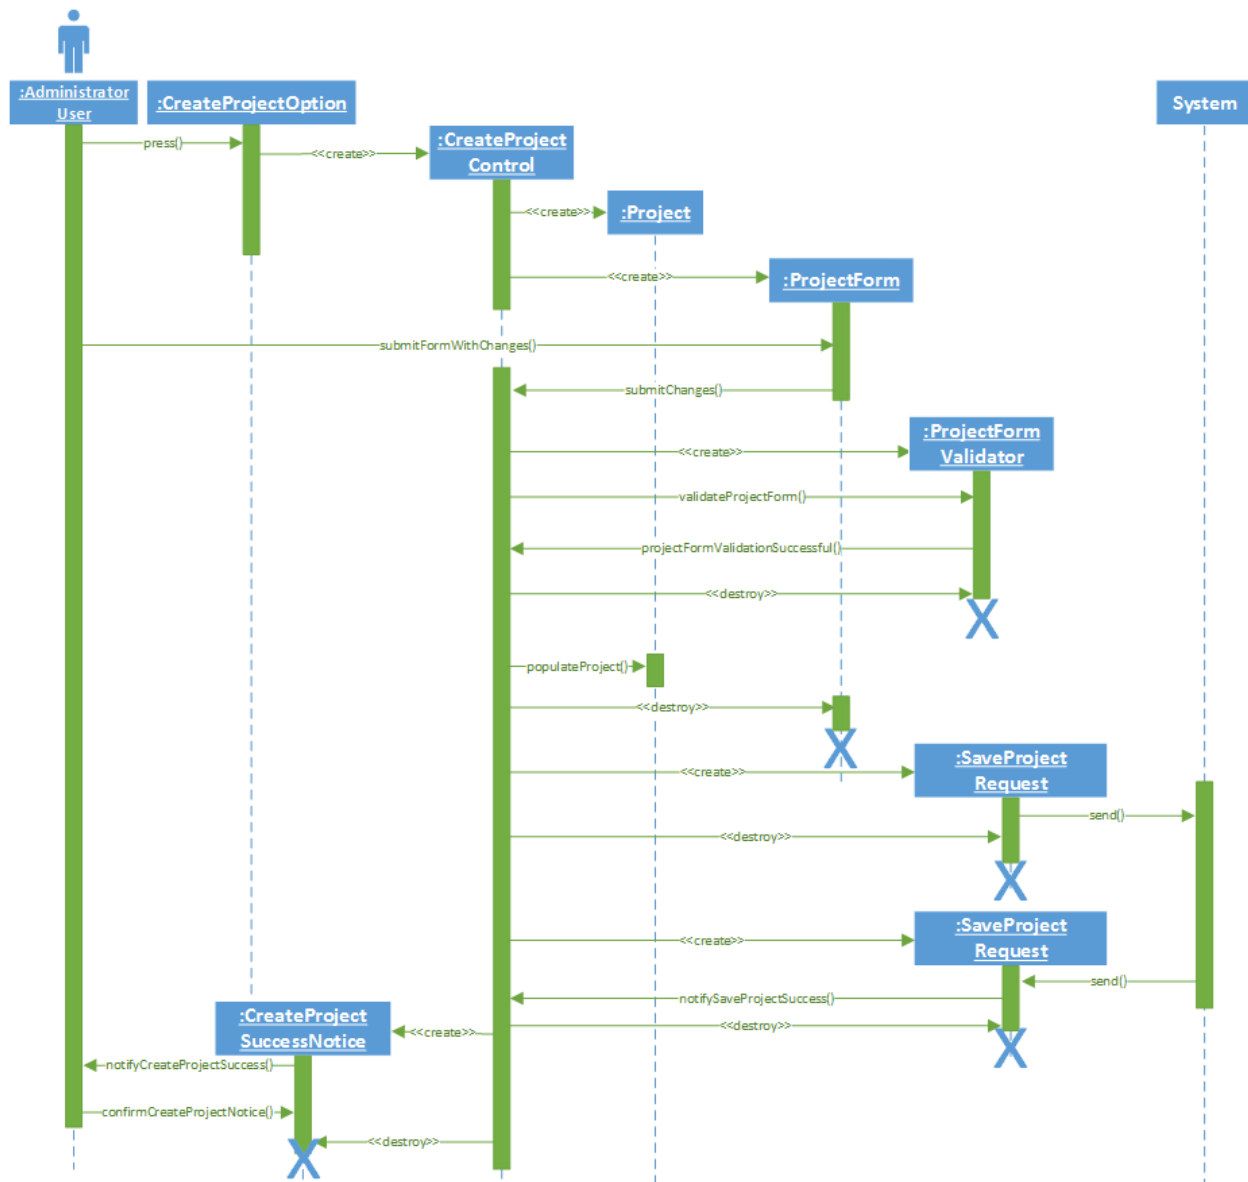 :Administrator
User
:CreateProjectOption
System
press()
<<create>>
:CreateProject
Control
<<create>>
:Project
<<create>>
:ProjectForm
submitFormWithChanges()
submitChanges()
:ProjectForm
Validator
<<create>>
validateProjectForm()
projectFormValidationSuccessful()
<<destroy>>
X
populateProject()
<<destroy>>
X
:SaveProject
Request
<<create>>
send()
<<destroy>>
X
:SaveProject
Request
<<create>>
send()
notifySaveProjectSuccess()
<<destroy>>
X
:CreateProject
SuccessNotice
<<create>>
notifyCreateProjectSuccess()
confirmCreateProjectNotice()
<<destroy>>
X